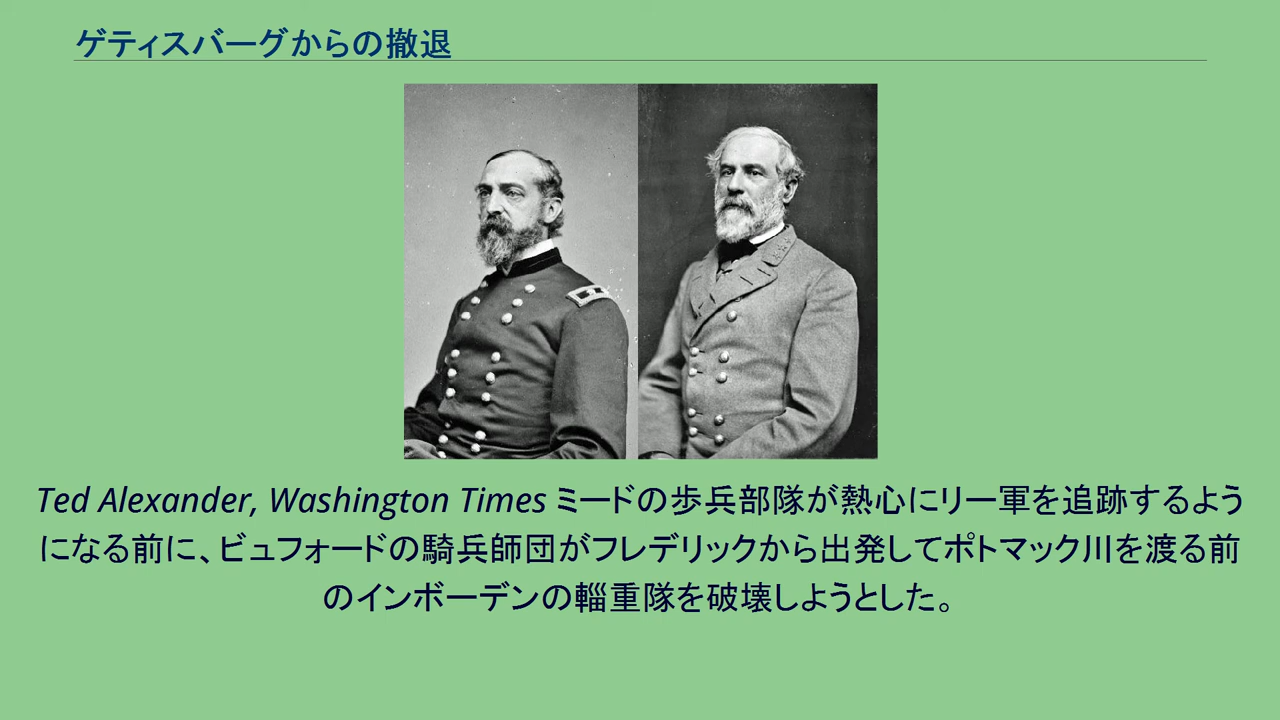 ゲティスバーグからの撤退
Ted Alexander, Washington Times ミードの歩兵部隊が熱心にリー軍を追跡するよう
になる前に、ビュフォードの騎兵師団がフレデリックから出発してポトマック川を渡る前
のインボーデンの輜重隊を破壊しようとした。